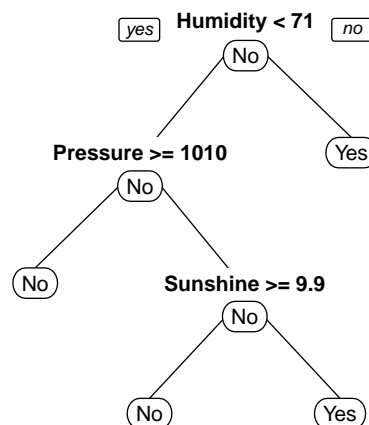 yes Humidity < 71 no
No
Pressure >= 1010 Yes
No
No Sunshine >= 9.9
No
No Yes